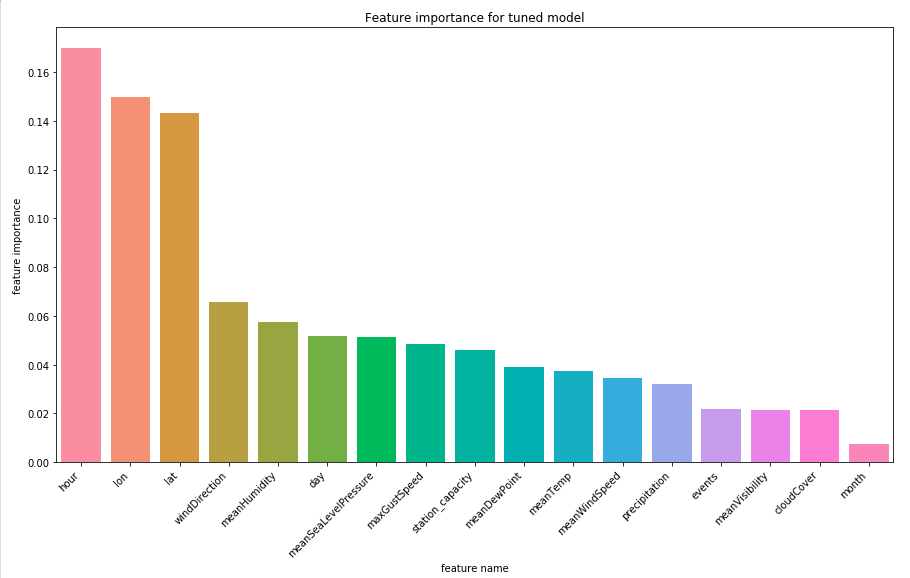 Feature importance for tuned model
feature importance
0.16
0.14
0.12
0.10
0.08
0.06
0.04
0.02
0.00
hour
lon
lat
windDirection
meanHumidity
day
meanSeaLevelPressure
maxGustSpeed
station_capacity
meanDewPoint
meanTemp
meanWindSpeed
precipitation
events
meanVisibility
cloudCover
month
feature name